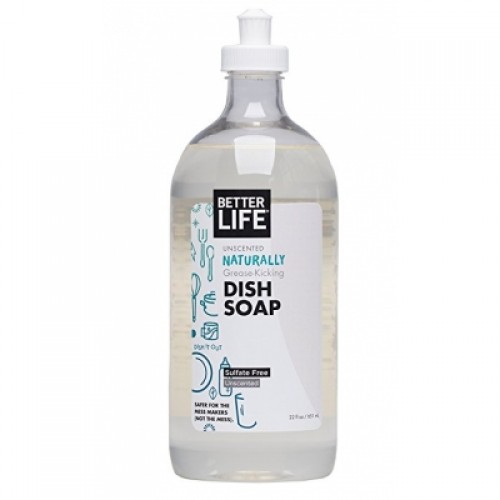 BETTER
LIFE
UNSCENTED
NATURALLY
Grease-Kicking
DISH
SOAP
Sulfate Free
Unscented
SAFER FOR THE
MESS MAKERS
(NOT THE MESS).